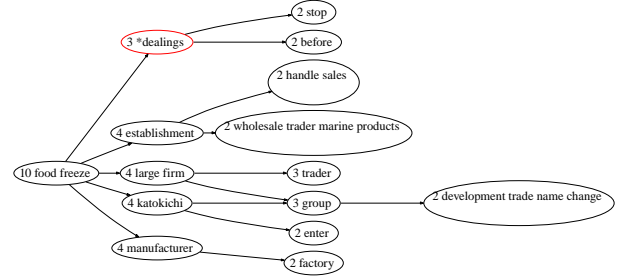 2 stop
3 *dealings
2 before
2 handle sales
4 establishment
2 wholesale trader marine products
10 food freeze
4 large firm
3 trader
4 katokichi
3 group
2 development trade name change
2 enter
4 manufacturer
2 factory